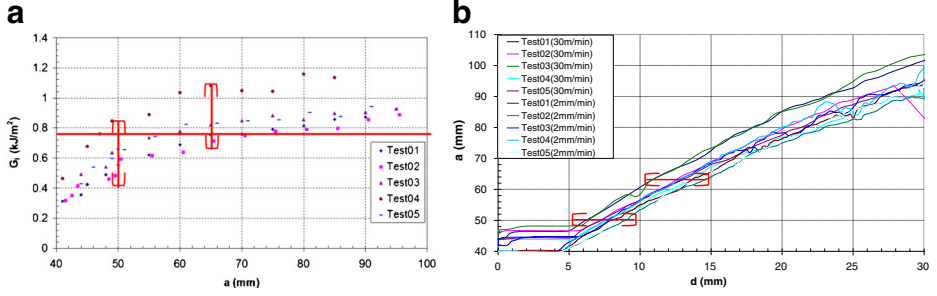 a
1.4
1.2
1
0.8
0.6
0.4
0.2
0
G_I (kJ/m²)
40 50 60 70 80 90 100
a (mm)
Test01
Test02
Test03
Test04
Test05
b
110
100
90
80
70
60
50
40
a (mm)
0 5 10 15 20 25 30
d (mm)
Test01(30m/min)
Test02(30m/min)
Test03(30m/min)
Test04(30m/min)
Test05(30m/min)
Test01(2mm/min)
Test02(2mm/min)
Test03(2mm/min)
Test04(2mm/min)
Test05(2mm/min)